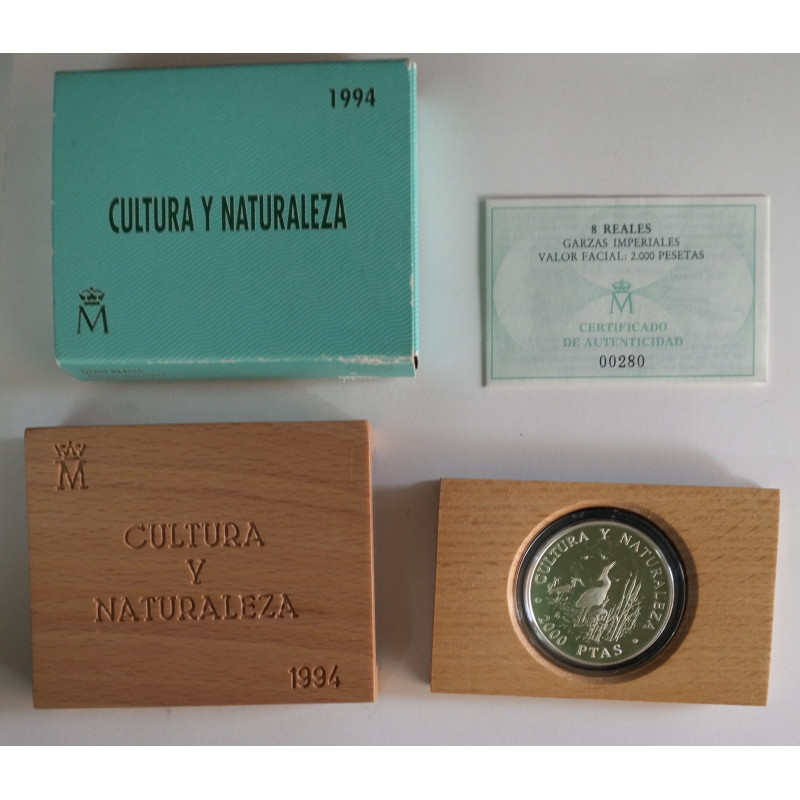 1994
CULTURA Y NATURALEZA
M
8 REALES
GARZAS IMPERIALES
VALOR FACIAL: 2.000 PESETAS
M
CERTIFICADO
DE AUTENTICIDAD
00280
M
CULTURA
Y
NATURALEZA
1994
CULTURA Y NATURALEZA
2000 PTAS